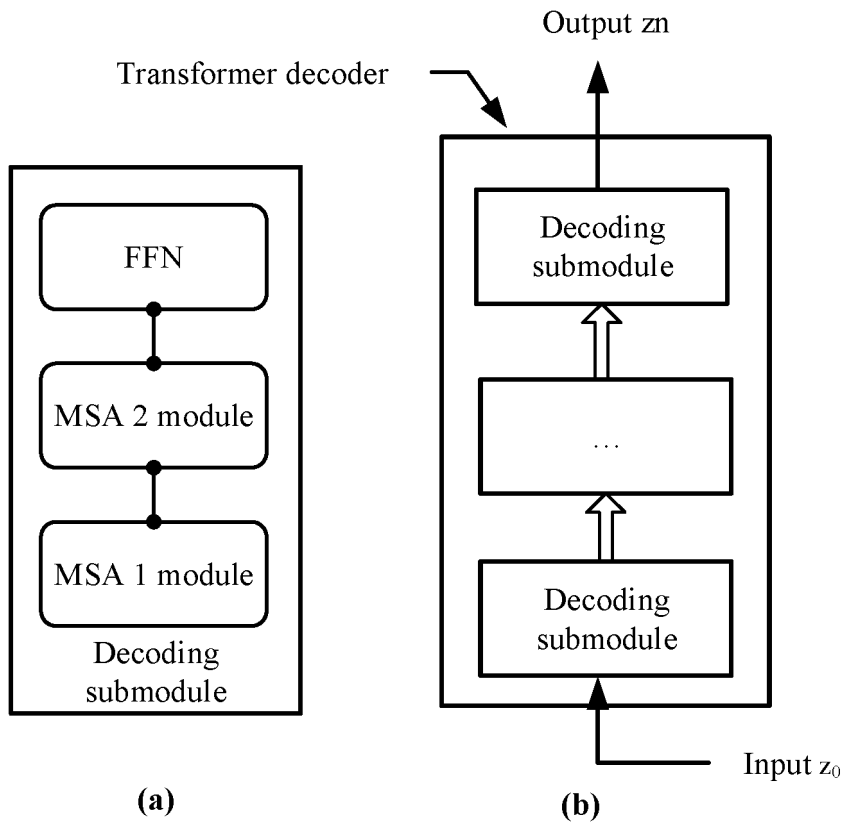 Output zn
Transformer decoder
FFN
MSA 2 module
MSA 1 module
Decoding
submodule
(a)
Decoding
submodule
...
Decoding
submodule
Input z₀
(b)